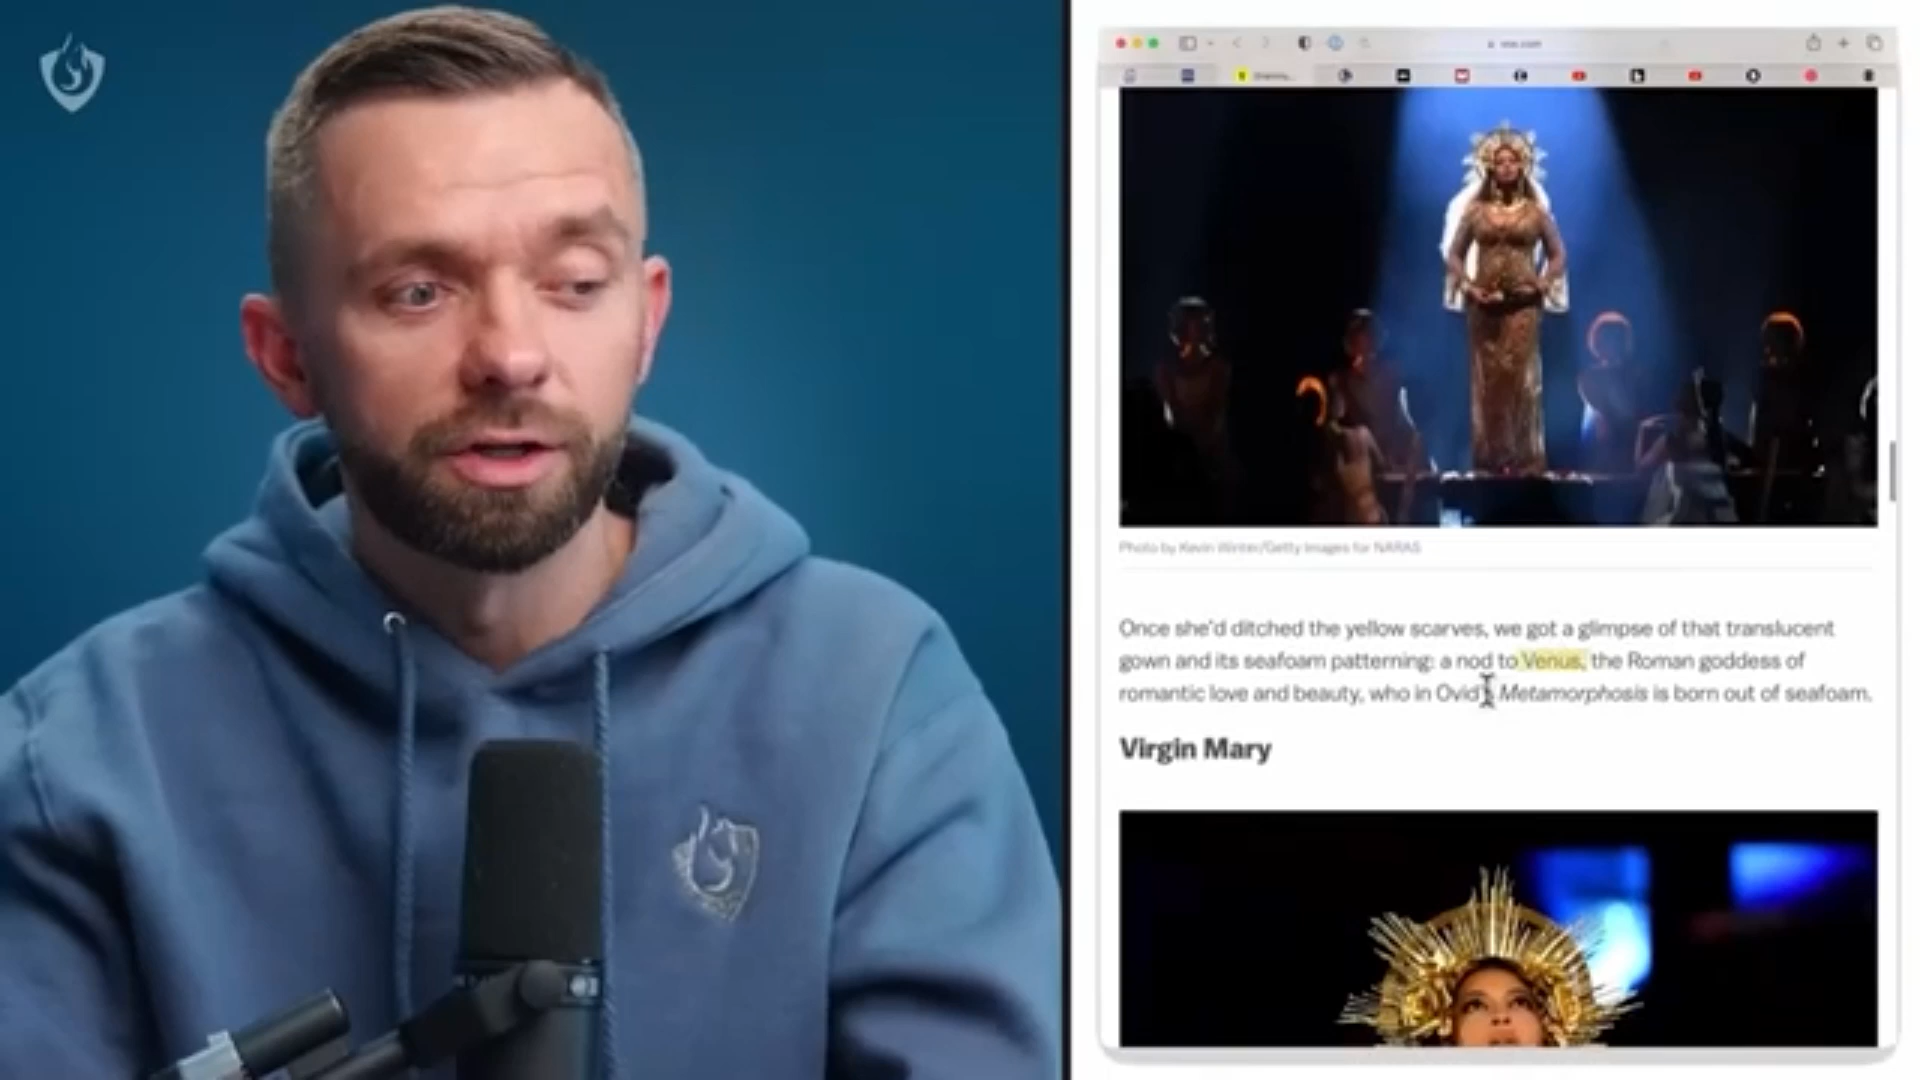 Photo by Kevin Winter/Getty Images for NARAS
Once she'd ditched the yellow scarves, we got a glimpse of that translucent
gown and its seafoam patterning: a nod to Venus, the Roman goddess of
romantic love and beauty, who in Ovid's Metamorphosis is born out of seafoam.
Virgin Mary